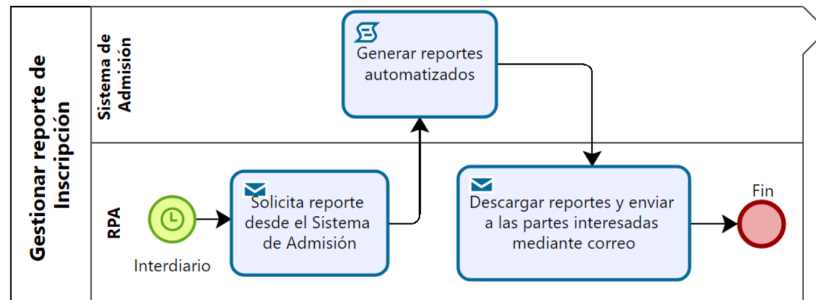 Gestionar reporte de
Inscripción
Sistema de
Admisión
Generar reportes
automatizados
RPA
Interdiario
Solicita reporte
desde el Sistema
de Admisión
Descargar reportes y enviar
a las partes interesadas
mediante correo
Fin